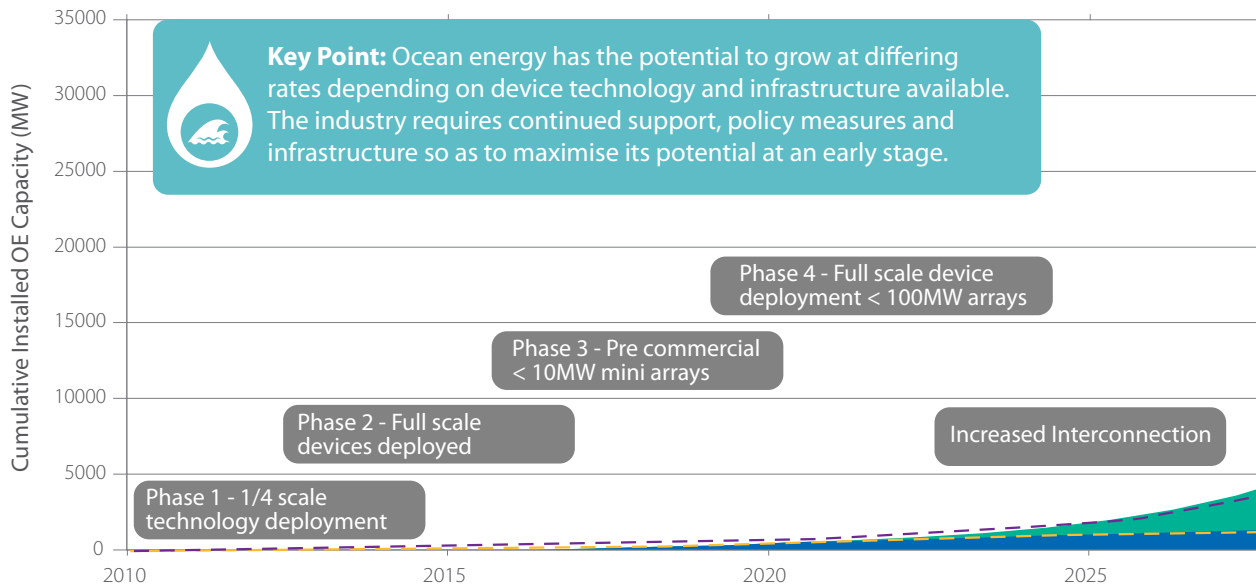 35000
30000
25000
20000
15000
10000
5000
0
Cumulative Installed OE Capacity (MW)
Key Point: Ocean energy has the potential to grow at differing
rates depending on device technology and infrastructure available.
The industry requires continued support, policy measures and
infrastructure so as to maximise its potential at an early stage.
Phase 4 - Full scale device
deployment < 100MW arrays
Phase 3 - Pre commercial
< 10MW mini arrays
Phase 2 - Full scale
devices deployed
Increased Interconnection
Phase 1 - 1/4 scale
technology deployment
2010
2015
2020
2025